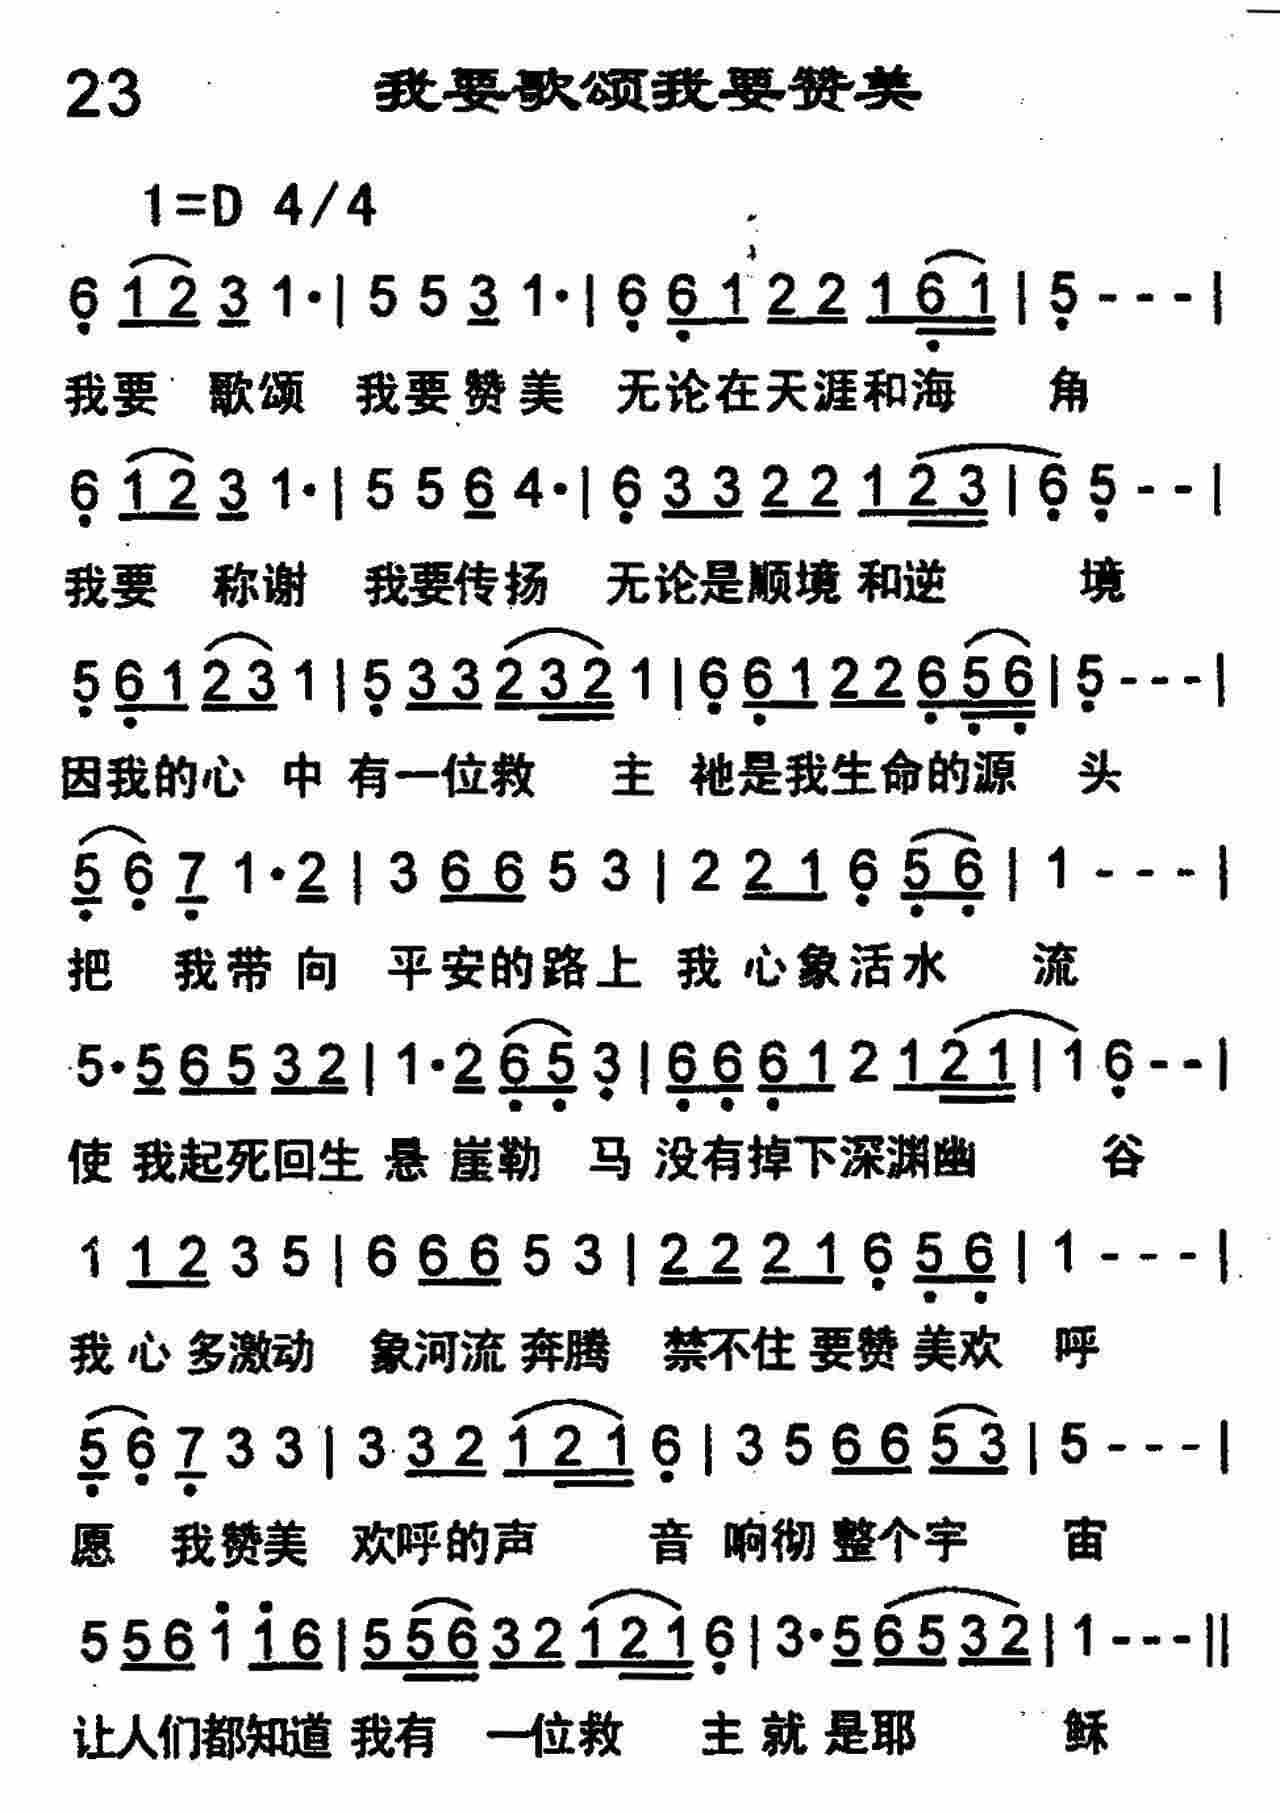 23 我要歌颂我要赞美
1=D 4/4
6 1 2 3 1· | 5 5 3 1· | 6 6 1 2 2 1 6 1 | 5 - - - |
我要 歌颂 我要赞美 无论在天涯和海 角
6 1 2 3 1· | 5 5 6 4· | 6 3 3 2 2 1 2 3 | 6 5 - - |
我要 称谢 我要传扬 无论是顺境和逆 境
5 6 1 2 3 1 | 5 3 3 2 3 2 1 | 6 6 1 2 2 6 5 6 | 5 - - - |
因我的心 中 有一位救 主 祂是我生命的源 头
5 6 7 1· 2 | 3 6 6 5 3 | 2 2 1 6 5 6 | 1 - - - |
把 我带向 平安的路上 我心象活水 流
5· 5 6 5 3 2 | 1· 2 6 5 3 | 6 6 6 1 2 1 2 1 | 1 6 - - |
使我起死回生 悬崖勒 马 没有掉下深渊幽 谷
1 1 2 3 5 | 6 6 6 5 3 | 2 2 2 1 6 5 6 | 1 - - - |
我心多激动 象河流奔腾 禁不住要赞美欢 呼
5 6 7 3 3 | 3 3 2 1 2 1 6 | 3 5 6 6 5 3 | 5 - - - |
愿 我赞美 欢呼的声 音 响彻整个宇 宙
5 5 6 1 1 6 | 5 5 6 3 2 1 2 1 6 | 3· 5 6 5 3 2 | 1 - - - ||
让人们都知道 我有 一位救 主就是耶 稣